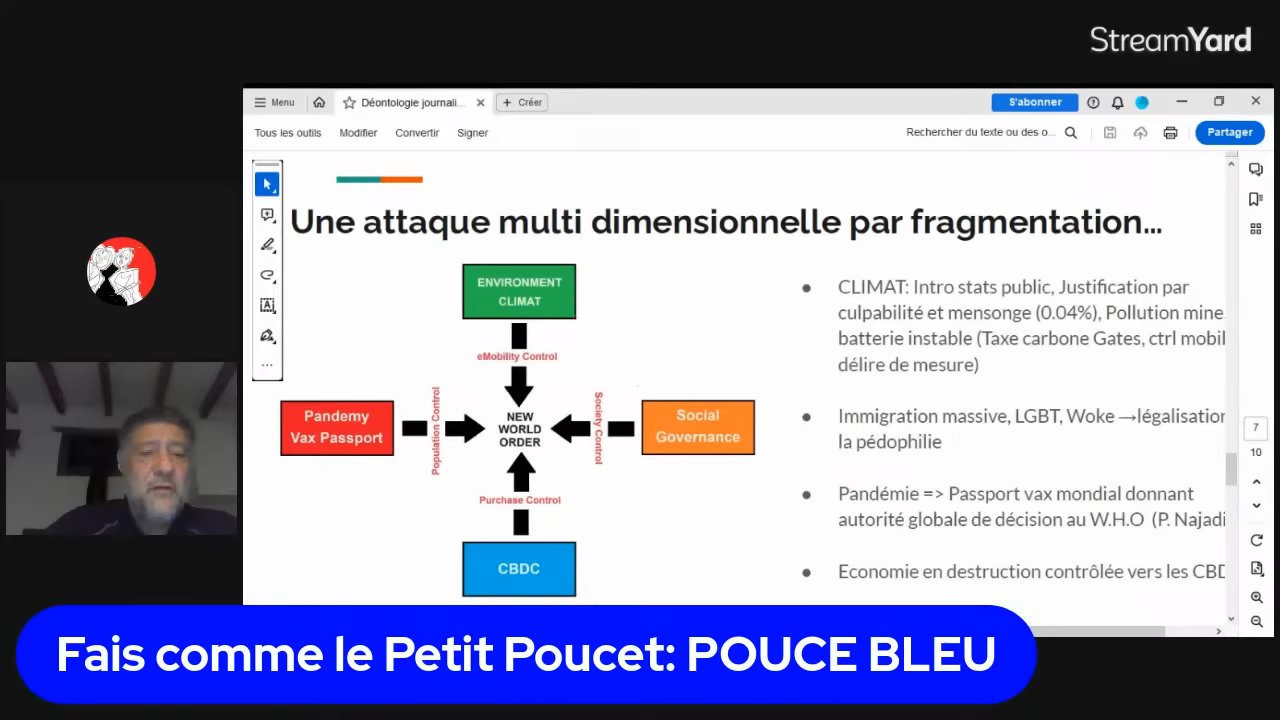 StreamYard
Menu
Déontologie journali...
Créer
S'abonner
Tous les outils
Modifier
Convertir
Signer
Rechercher du texte ou des o...
Partager
Une attaque multi dimensionnelle par fragmentation...
ENVIRONMENT
CLIMAT
eMobility Control
Pandemy
Vax Passport
Population Control
NEW
WORLD
ORDER
Society Control
Social
Governance
Purchase Control
CBDC
CLIMAT: Intro stats public, Justification par
culpabilité et mensonge (0.04%), Pollution mine
batterie instable (Taxe carbone Gates, ctrl mobil
délire de mesure)
Immigration massive, LGBT, Woke →légalisation
la pédophilie
Pandémie => Passport vax mondial donnant
autorité globale de décision au W.H.O (P. Najadi
Economie en destruction contrôlée vers les CBD
7
10
Fais comme le Petit Poucet: POUCE BLEU